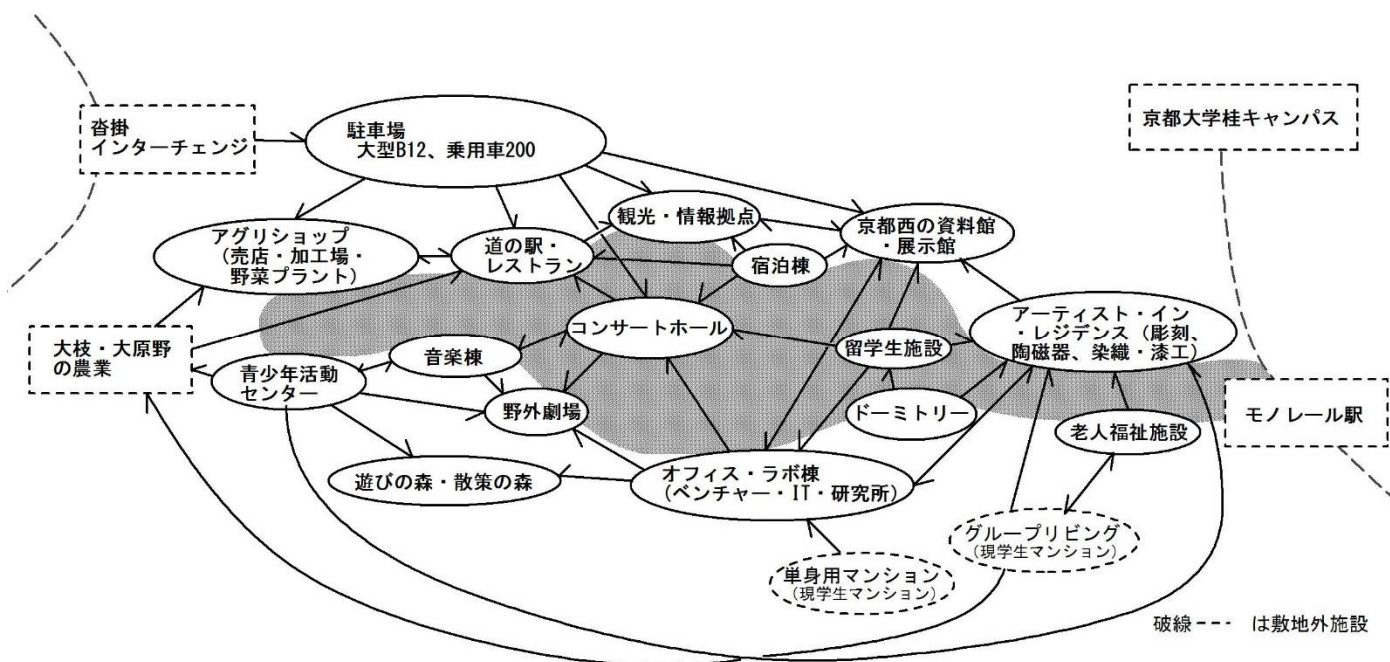 沓掛
インターチェンジ
駐車場
大型B12、乗用車200
京都大学桂キャンパス
アグリショップ
(売店・加工場・
野菜プラント)
道の駅・
レストラン
観光・情報拠点
宿泊棟
京都西の資料館
・展示館
大枝・大原野
の農業
青少年活動
センター
音楽棟
コンサートホール
留学生施設
アーティスト・イン
・レジデンス(彫刻、
陶磁器、染織・漆工)
野外劇場
ドーミトリー
老人福祉施設
モノレール駅
遊びの森・散策の森
オフィス・ラボ棟
(ベンチャー・IT・研究所)
グループリビング
(現学生マンション)
単身用マンション
(現学生マンション)
破線--- は敷地外施設